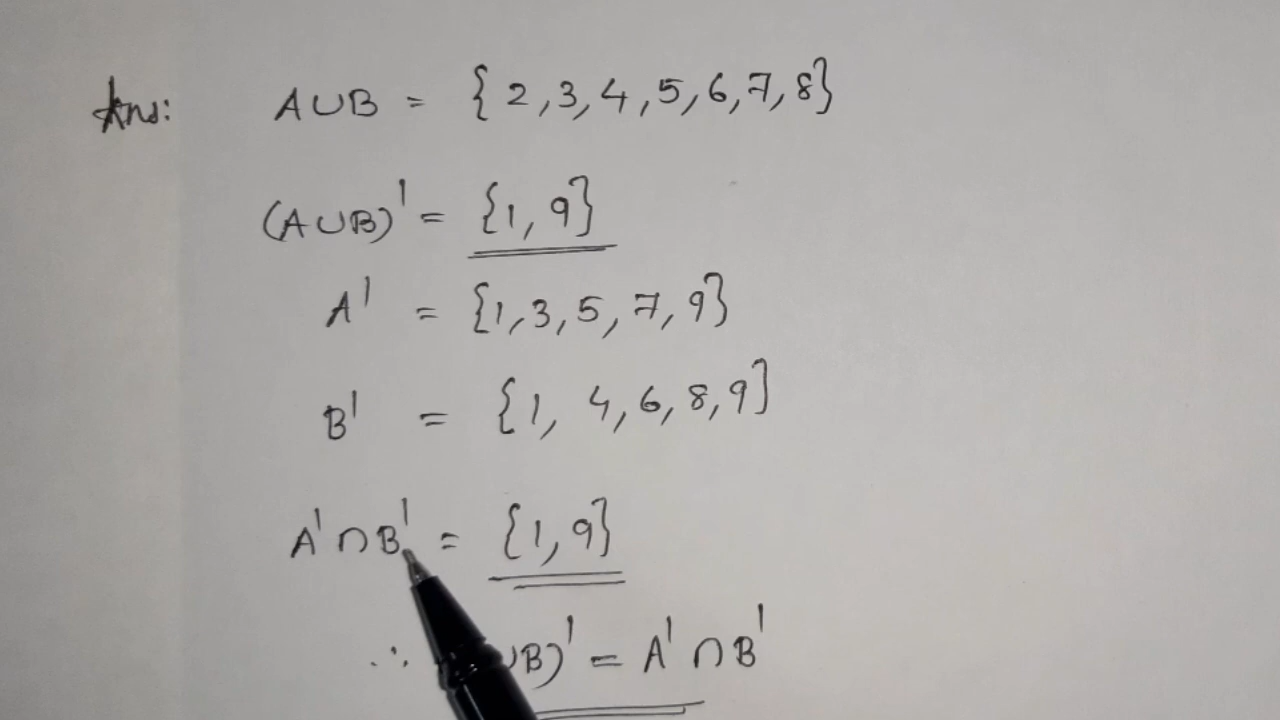 Ans: A∪B = {2,3,4,5,6,7,8}
(A∪B)' = {1,9}
A' = {1,3,5,7,9}
B' = {1, 4,6,8,9}
A'∩B' = {1,9}
∴ ∪B)' = A'∩B'